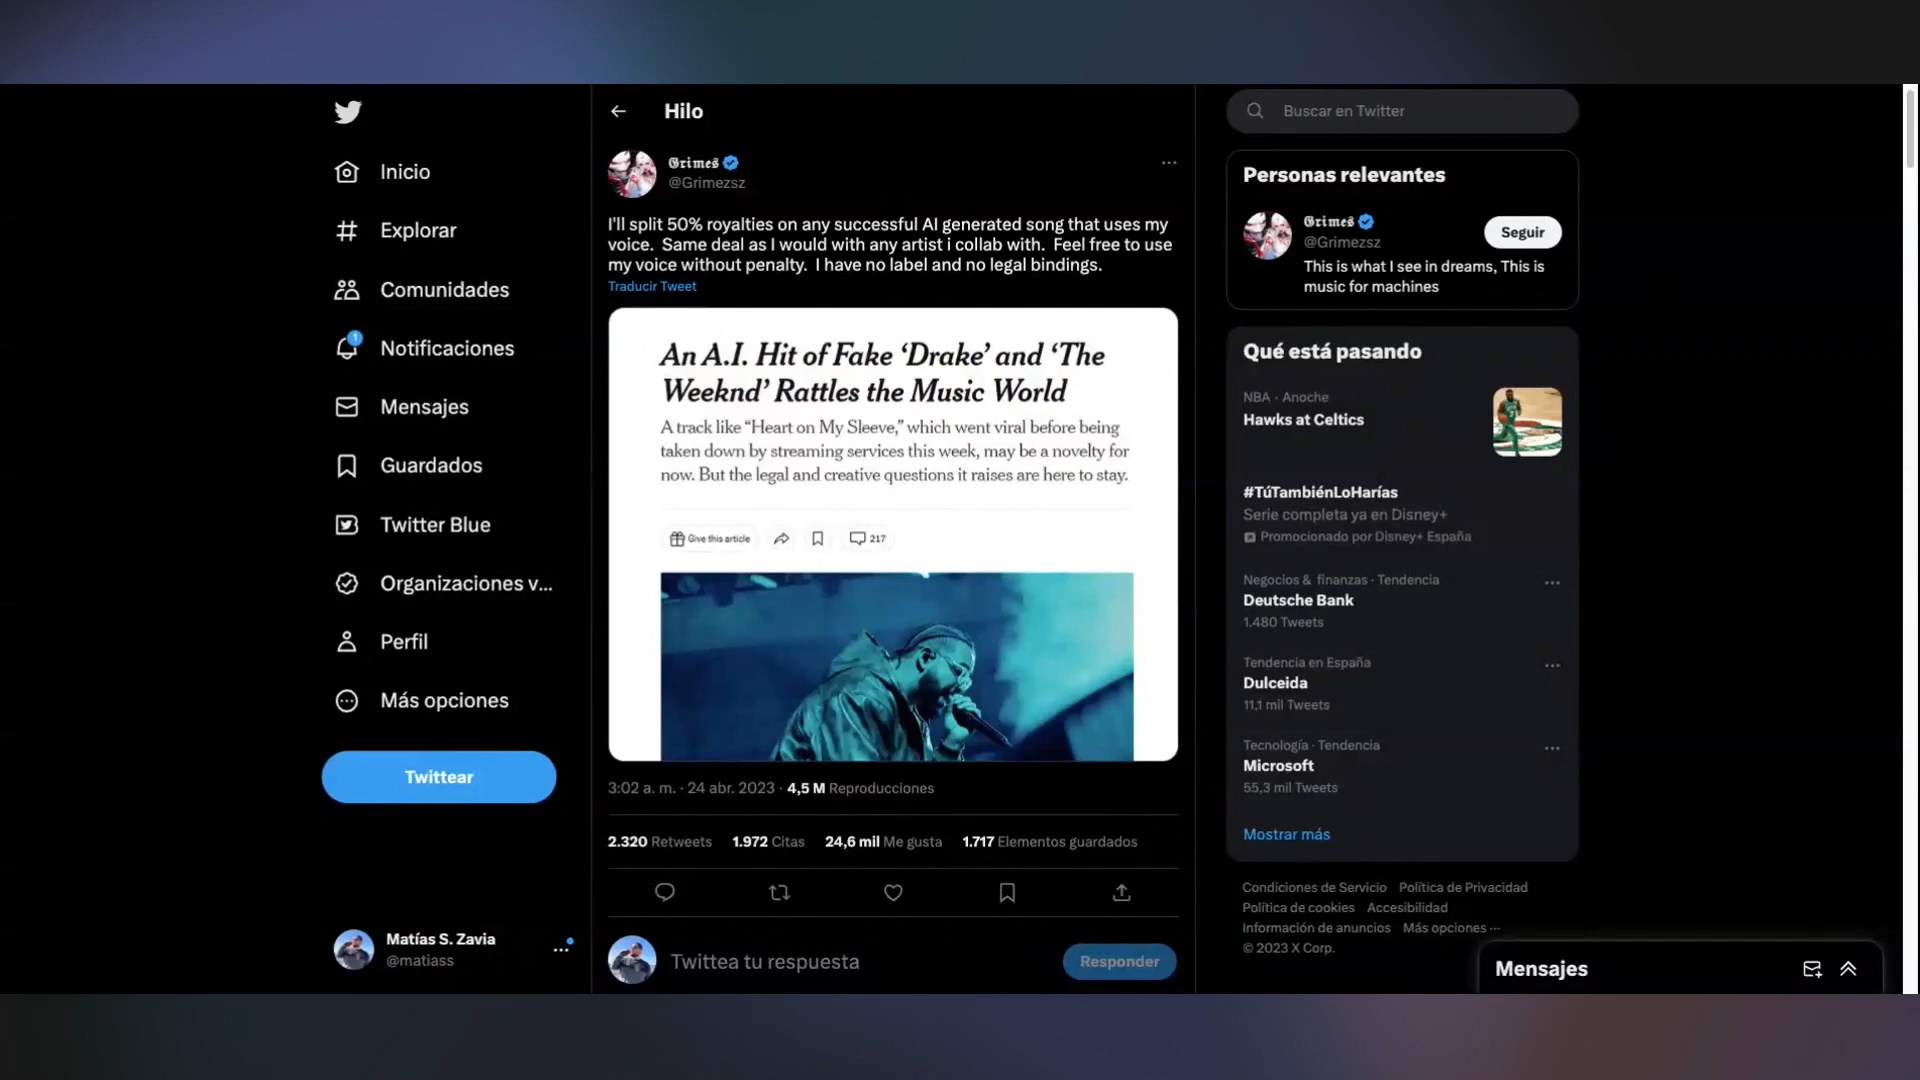 Inicio
Explorar
Comunidades
1
Notificaciones
Mensajes
Guardados
Twitter Blue
Organizaciones v...
Perfil
Más opciones
Twittear
Matías S. Zavia
@matiass
Hilo
Grimes
@Grimezsz
I'll split 50% royalties on any successful AI generated song that uses my
voice. Same deal as I would with any artist i collab with. Feel free to use
my voice without penalty. I have no label and no legal bindings.
Traducir Tweet
An A.I. Hit of Fake ‘Drake’ and ‘The
Weeknd’ Rattles the Music World
A track like “Heart on My Sleeve,” which went viral before being
taken down by streaming services this week, may be a novelty for
now. But the legal and creative questions it raises are here to stay.
Give this article
217
3:02 a. m. · 24 abr. 2023 · 4,5 M Reproducciones
2.320 Retweets 1.972 Citas 24,6 mil Me gusta 1.717 Elementos guardados
Twittea tu respuesta
Responder
Buscar en Twitter
Personas relevantes
Grimes
@Grimezsz
Seguir
This is what I see in dreams, This is
music for machines
Qué está pasando
NBA · Anoche
Hawks at Celtics
#TúTambiénLoHarías
Serie completa ya en Disney+
Promocionado por Disney+ España
Negocios & finanzas · Tendencia
Deutsche Bank
1.480 Tweets
Tendencia en España
Dulceida
11,1 mil Tweets
Tecnología · Tendencia
Microsoft
55,3 mil Tweets
Mostrar más
Condiciones de Servicio Política de Privacidad
Política de cookies Accesibilidad
Información de anuncios Más opciones ···
© 2023 X Corp.
Mensajes